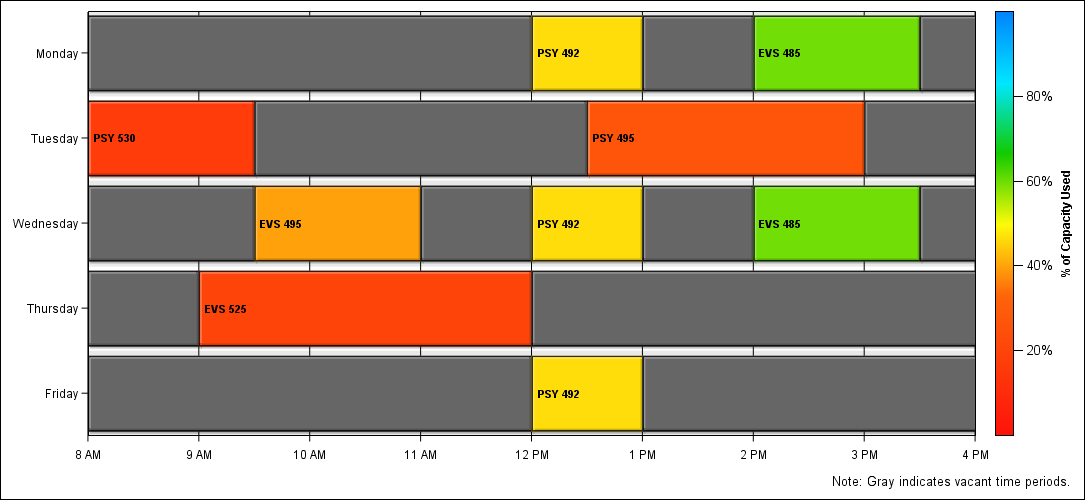 Monday
PSY 492
EVS 485
Tuesday
PSY 530
PSY 495
Wednesday
EVS 495
PSY 492
EVS 485
Thursday
EVS 525
Friday
PSY 492
8 AM
9 AM
10 AM
11 AM
12 PM
1 PM
2 PM
3 PM
4 PM
80%
60%
40%
20%
% of Capacity Used
Note: Gray indicates vacant time periods.